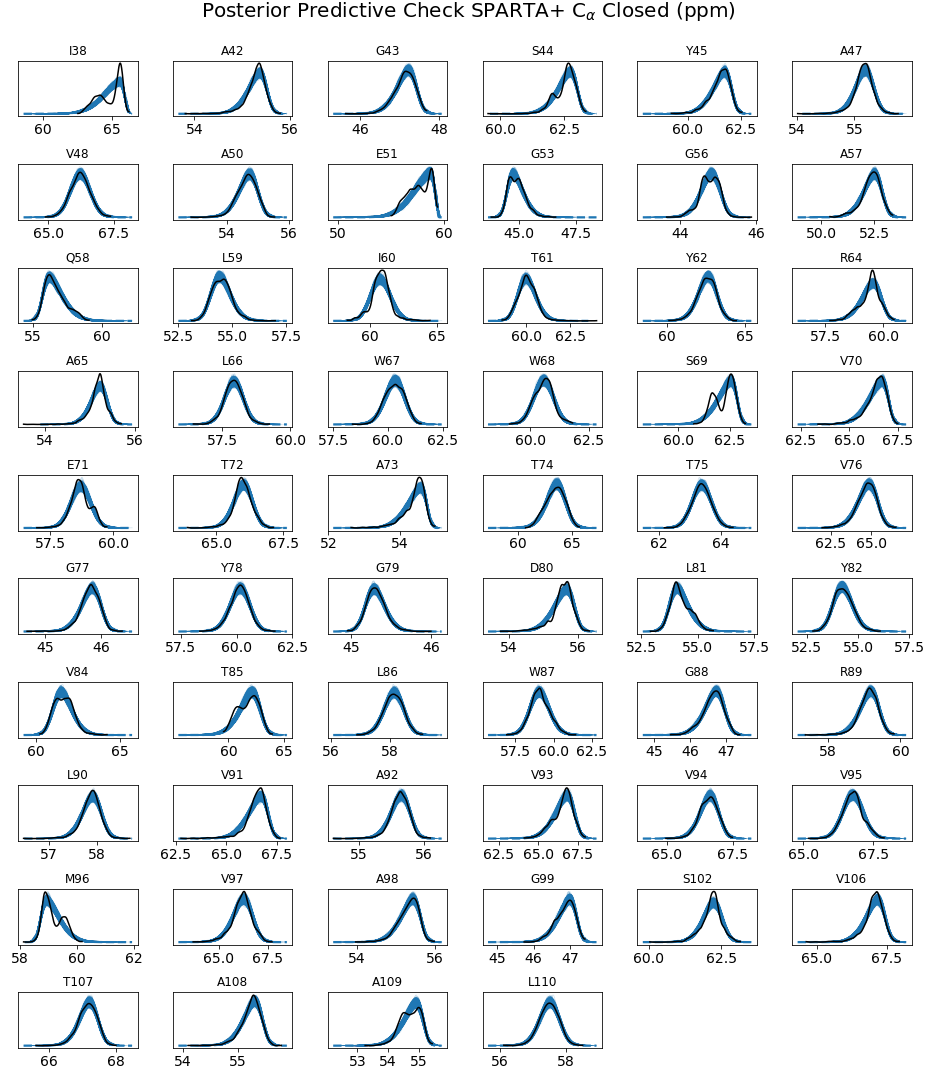 Posterior Predictive Check SPARTA+ Cα Closed (ppm)
I38 A42 G43 S44 Y45 A47
60 65 54 56 46 48 60.0 62.5 60.0 62.5 54 55
V48 A50 E51 G53 G56 A57
65.0 67.5 54 56 50 60 45.0 47.5 44 46 50.0 52.5
Q58 L59 I60 T61 Y62 R64
55 60 52.5 55.0 57.5 60 65 60.0 62.5 60 65 57.5 60.0
A65 L66 W67 W68 S69 V70
54 56 57.5 60.0 57.5 60.0 62.5 60.0 62.5 60.0 62.5 62.5 65.0 67.5
E71 T72 A73 T74 T75 V76
57.5 60.0 65.0 67.5 52 54 60 65 62 64 62.5 65.0
G77 Y78 G79 D80 L81 Y82
45 46 57.5 60.0 62.5 45 46 54 56 52.5 55.0 57.5 52.5 55.0 57.5
V84 T85 L86 W87 G88 R89
60 65 60 65 56 58 57.5 60.0 62.5 45 46 47 58 60
L90 V91 A92 V93 V94 V95
57 58 62.5 65.0 67.5 55 56 62.5 65.0 67.5 65.0 67.5 65.0 67.5
M96 V97 A98 G99 S102 V106
58 60 62 65.0 67.5 54 56 45 46 47 60.0 62.5 65.0 67.5
T107 A108 A109 L110
66 68 54 55 53 54 55 56 58